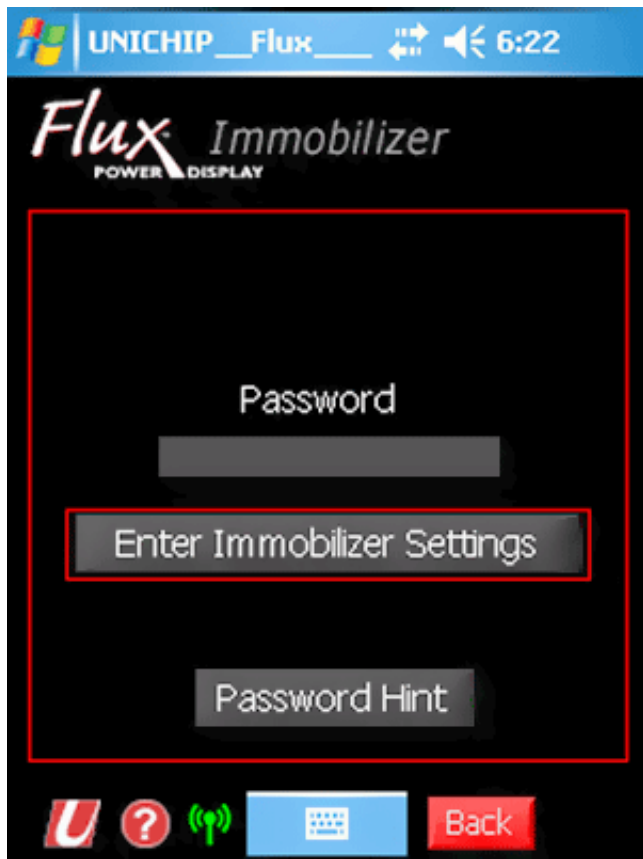 UNICHIP__Flux____ 6:22
Flux Immobilizer
POWER DISPLAY
Password
Enter Immobilizer Settings
Password Hint
U ? Back